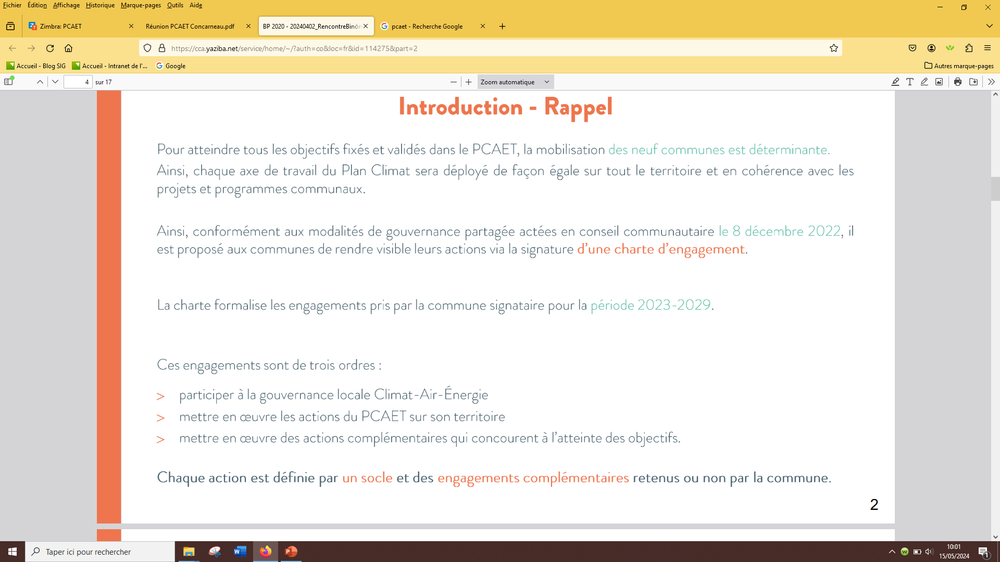 Fichier Édition Affichage Historique Marque-pages Outils Aide
Zimbra: PCAET
Réunion PCAET Concarneau.pdf
BP 2020 - 20240402_RencontreBinôn
pcaet - Recherche Google
https://cca.yaziba.net/service/home/~/?auth=co&loc=fr&id=114275&part=2
Accueil - Blog SIG
Accueil - Intranet de l'...
Google
Autres marque-pages
4 sur 17
Zoom automatique
Introduction - Rappel
Pour atteindre tous les objectifs fixés et validés dans le PCAET, la mobilisation des neuf communes est déterminante.
Ainsi, chaque axe de travail du Plan Climat sera déployé de façon égale sur tout le territoire et en cohérence avec les
projets et programmes communaux.
Ainsi, conformément aux modalités de gouvernance partagée actées en conseil communautaire le 8 décembre 2022, il
est proposé aux communes de rendre visible leurs actions via la signature d’une charte d’engagement.
La charte formalise les engagements pris par la commune signataire pour la période 2023-2029.
Ces engagements sont de trois ordres :
> participer à la gouvernance locale Climat-Air-Énergie
> mettre en œuvre les actions du PCAET sur son territoire
> mettre en œuvre des actions complémentaires qui concourent à l’atteinte des objectifs.
Chaque action est définie par un socle et des engagements complémentaires retenus ou non par la commune.
2
Taper ici pour rechercher
10:01
15/05/2024
1